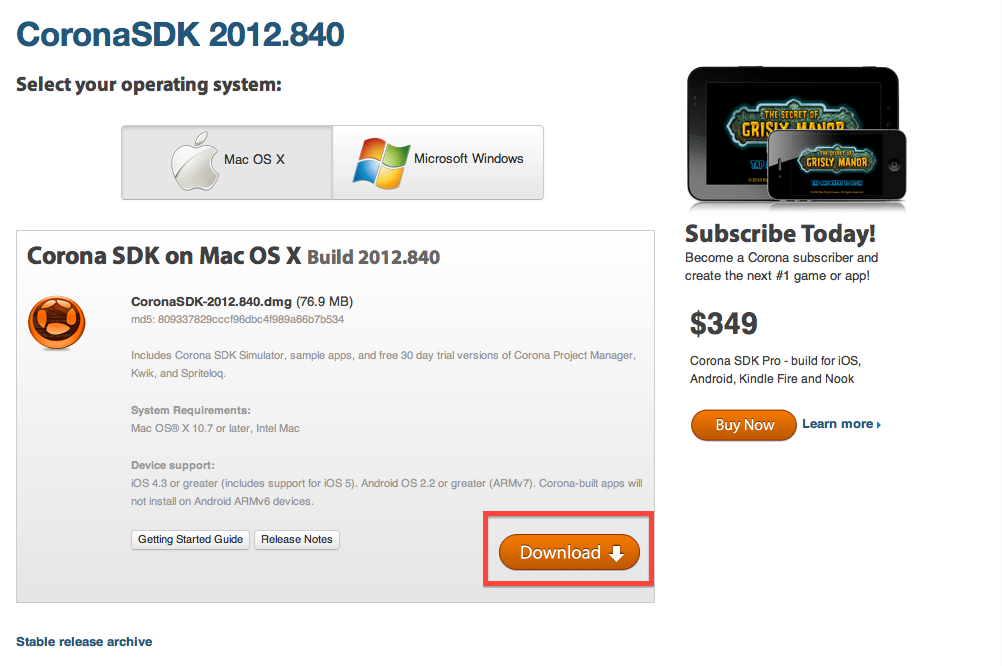 CoronaSDK 2012.840
Select your operating system:
Mac OS X
Microsoft Windows
Corona SDK on Mac OS X Build 2012.840
CoronaSDK-2012.840.dmg (76.9 MB)
md5: 809337829cccf96dbc4f989a66b7b534
Includes Corona SDK Simulator, sample apps, and free 30 day trial versions of Corona Project Manager,
Kwik, and Spriteloq.
System Requirements:
Mac OS® X 10.7 or later, Intel Mac
Device support:
iOS 4.3 or greater (includes support for iOS 5). Android OS 2.2 or greater (ARMv7). Corona-built apps will
not install on Android ARMv6 devices.
Getting Started Guide
Release Notes
Download
Stable release archive
THE SECRET OF
GRISLY MANOR
TAP
THE SECRET OF
GRISLY MANOR
TAP ANYWHERE TO BEGIN
Subscribe Today!
Become a Corona subscriber and
create the next #1 game or app!
$349
Corona SDK Pro - build for iOS,
Android, Kindle Fire and Nook
Buy Now
Learn more